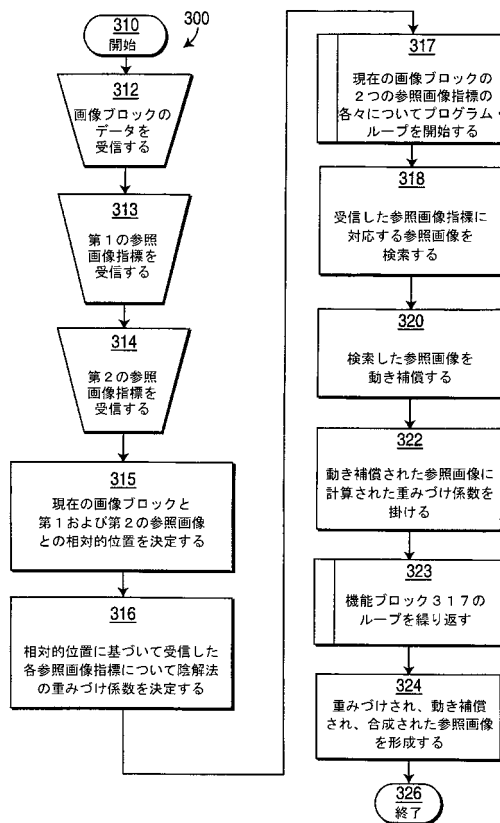 300
310
開始
312
画像ブロックの
データを
受信する
313
第1の参照
画像指標を
受信する
314
第2の参照
画像指標を
受信する
315
現在の画像ブロックと
第1および第2の参照画像
との相対的位置を決定する
316
相対的位置に基づいて受信した
各参照画像指標について陰解法
の重みづけ係数を決定する
317
現在の画像ブロックの
2つの参照画像指標の
各々についてプログラム・
ループを開始する
318
受信した参照画像指標に
対応する参照画像を
検索する
320
検索した参照画像を
動き補償する
322
動き補償された参照画像に
計算された重みづけ係数を
掛ける
323
機能ブロック317の
ループを繰り返す
324
重みづけされ、動き補償
され、合成された参照画像
を形成する
326
終了